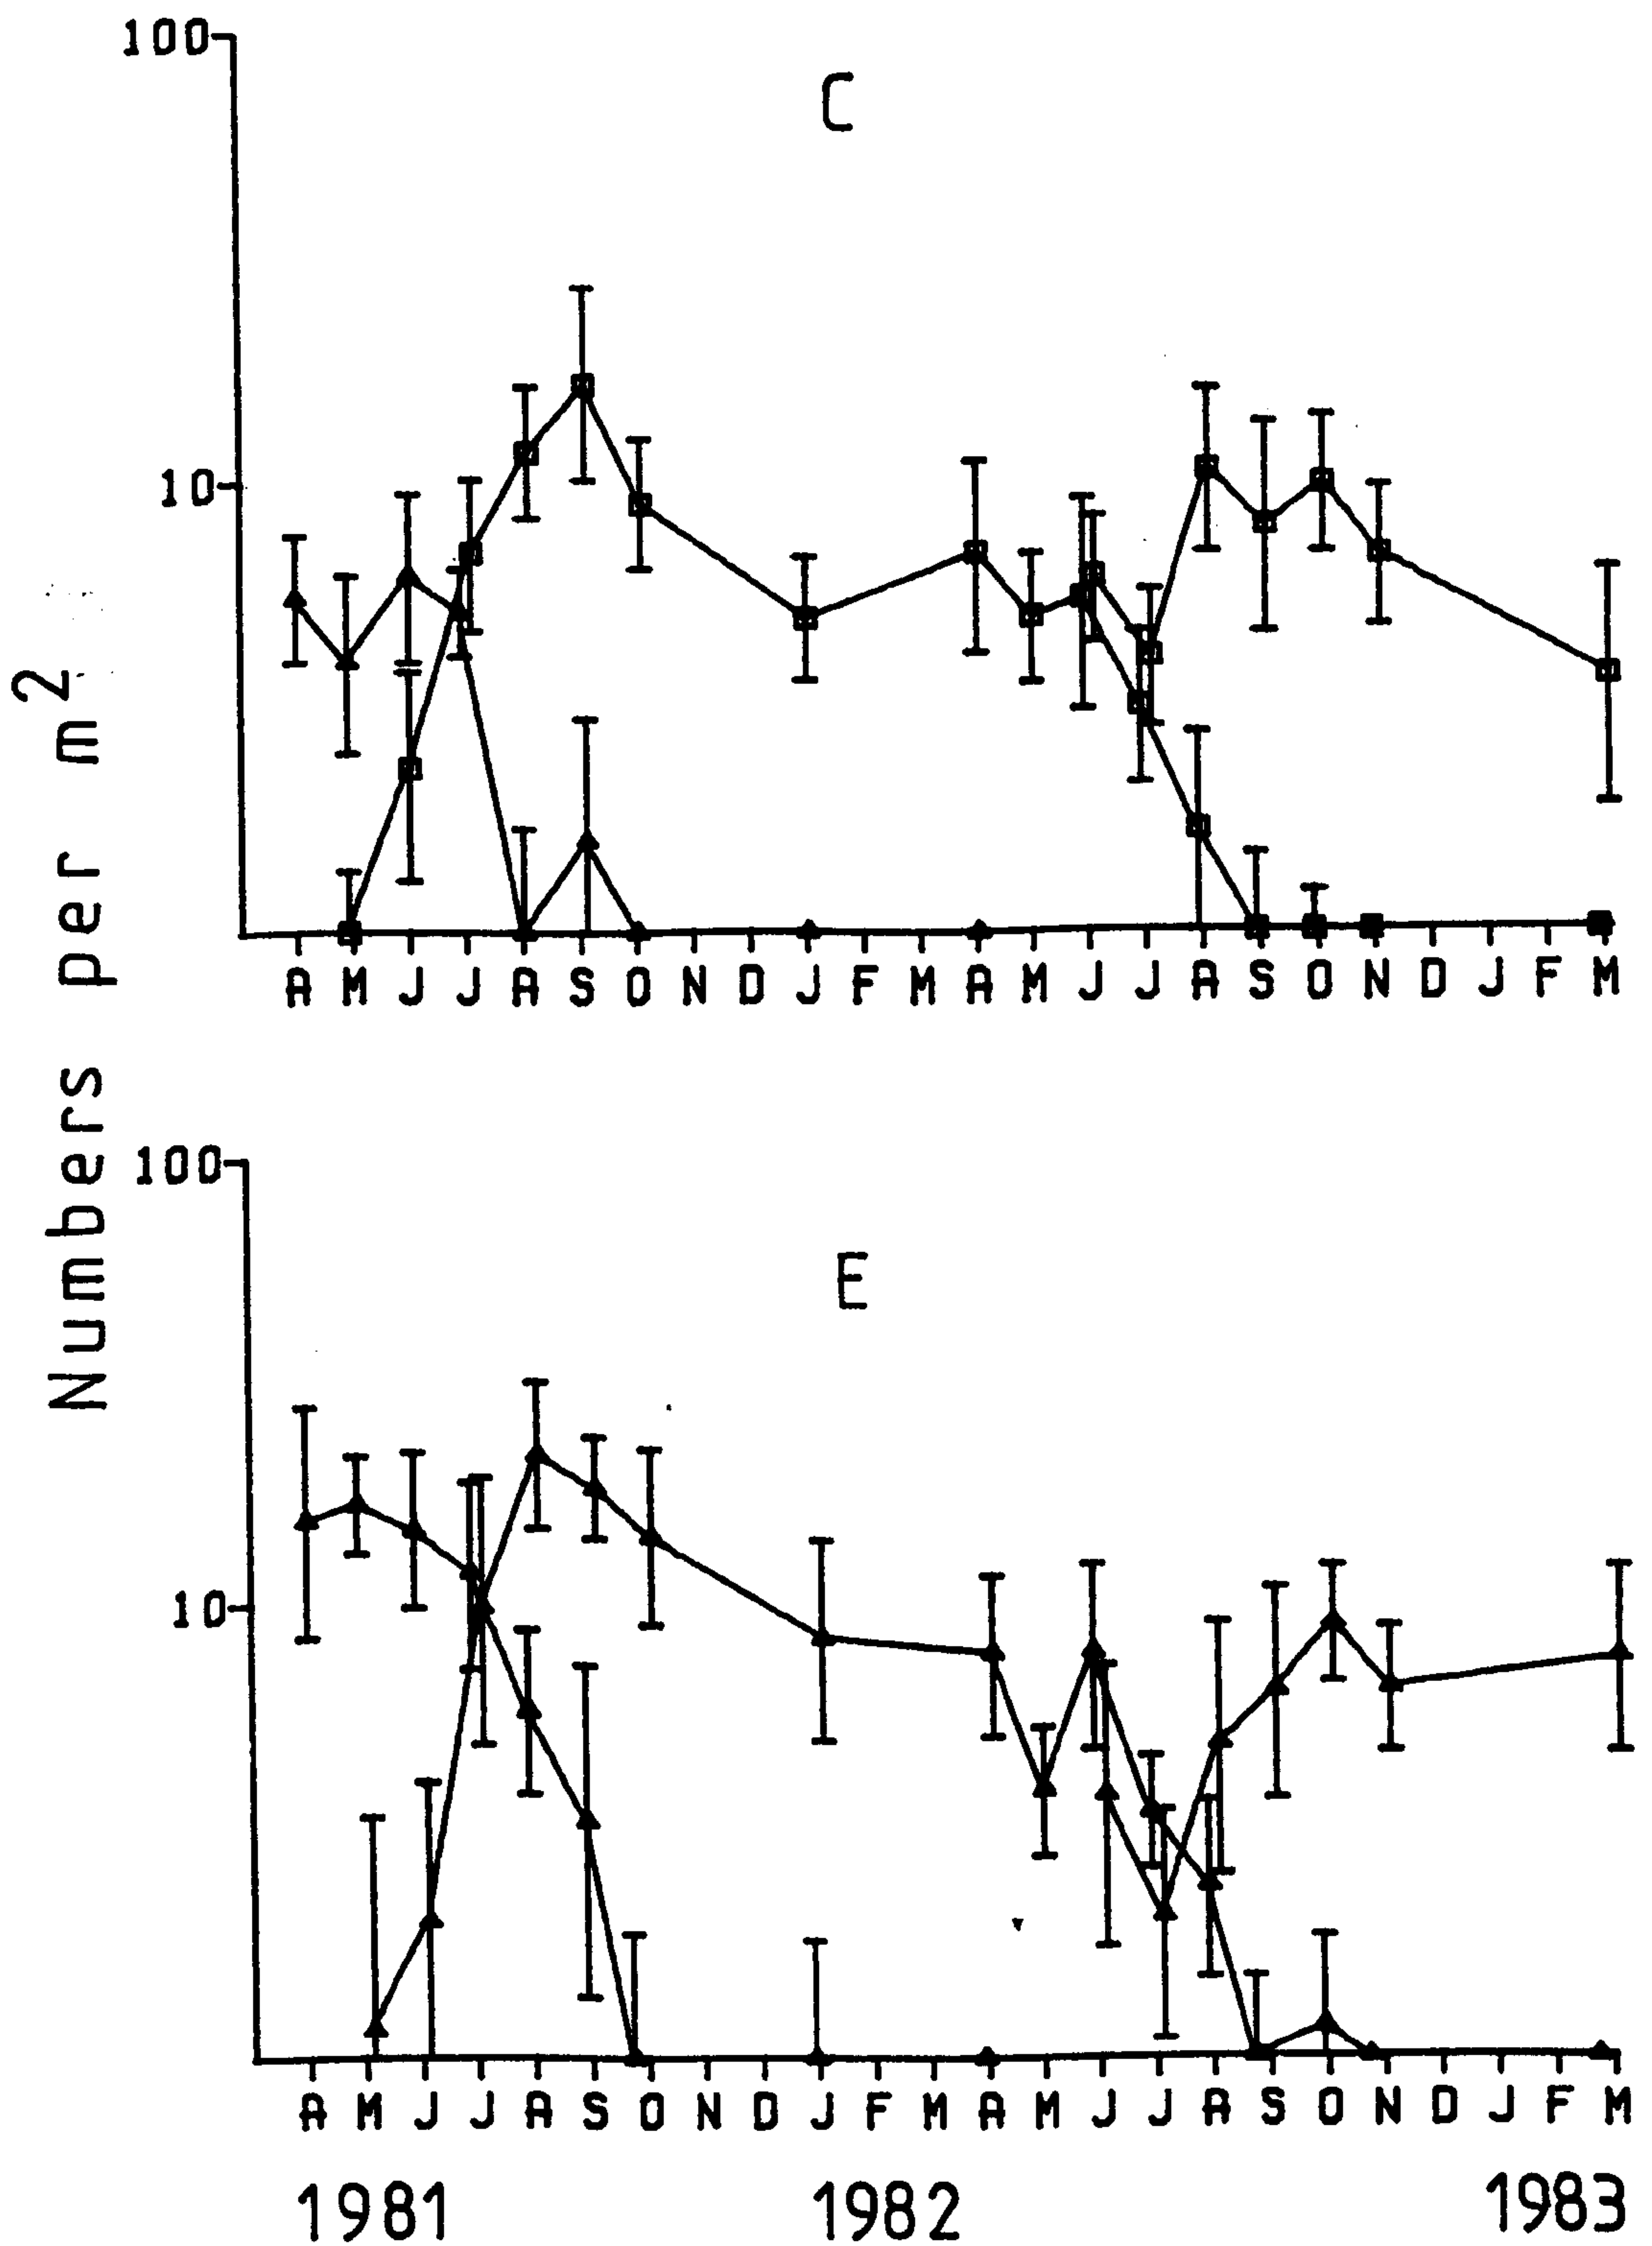 Numbers per m²
C
100
10
A M J J A S O N D J F M A M J J A S O N D J F M
E
100
10
A M J J A S O N D J F M A M J J A S O N D J F M
1981 1982 1983